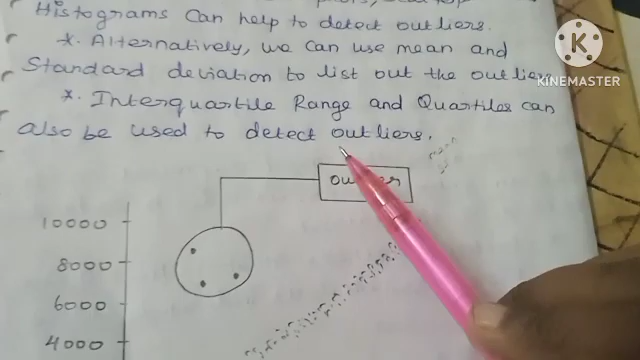 Histograms can help to detect outliers.
* Alternatively, we can use mean and
Standard deviation to list out the outlier
* Interquartile Range and Quartiles can
also be used to detect outliers.
10000
8000
6000
4000
K
KINEMASTER